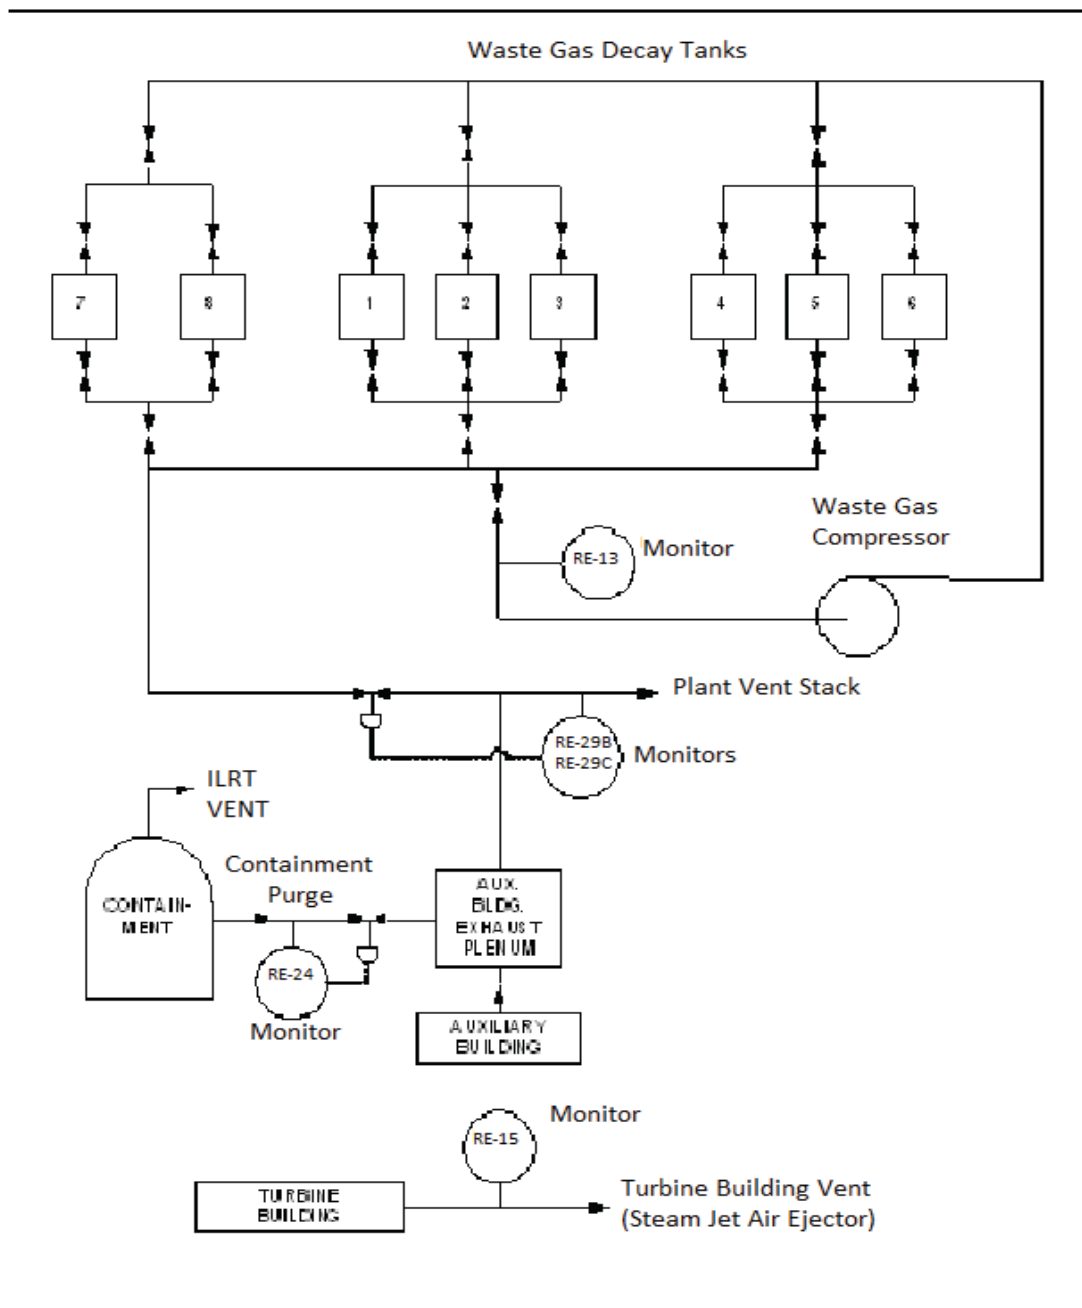 Waste Gas Decay Tanks
7
8
1
2
3
4
5
6
Waste Gas
Compressor
RE-13
Monitor
Plant Vent Stack
RE-29B
RE-29C
Monitors
ILRT
VENT
Containment
Purge
CONTAIN-
MENT
AUX.
BLDG.
EXHAUST
PLENUM
RE-24
Monitor
AUXILIARY
BUILDING
Monitor
RE-15
TURBINE
BUILDING
Turbine Building Vent
(Steam Jet Air Ejector)